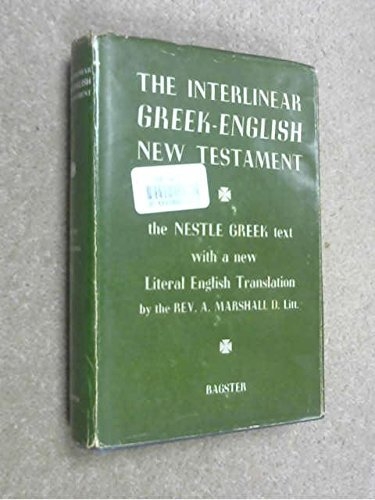 THE INTERLINEAR
GREEK-ENGLISH
NEW TESTAMENT
the NESTLE GREEK text
with a new
Literal English Translation
by the REV. A. MARSHALL D. Litt.
BAGSTER